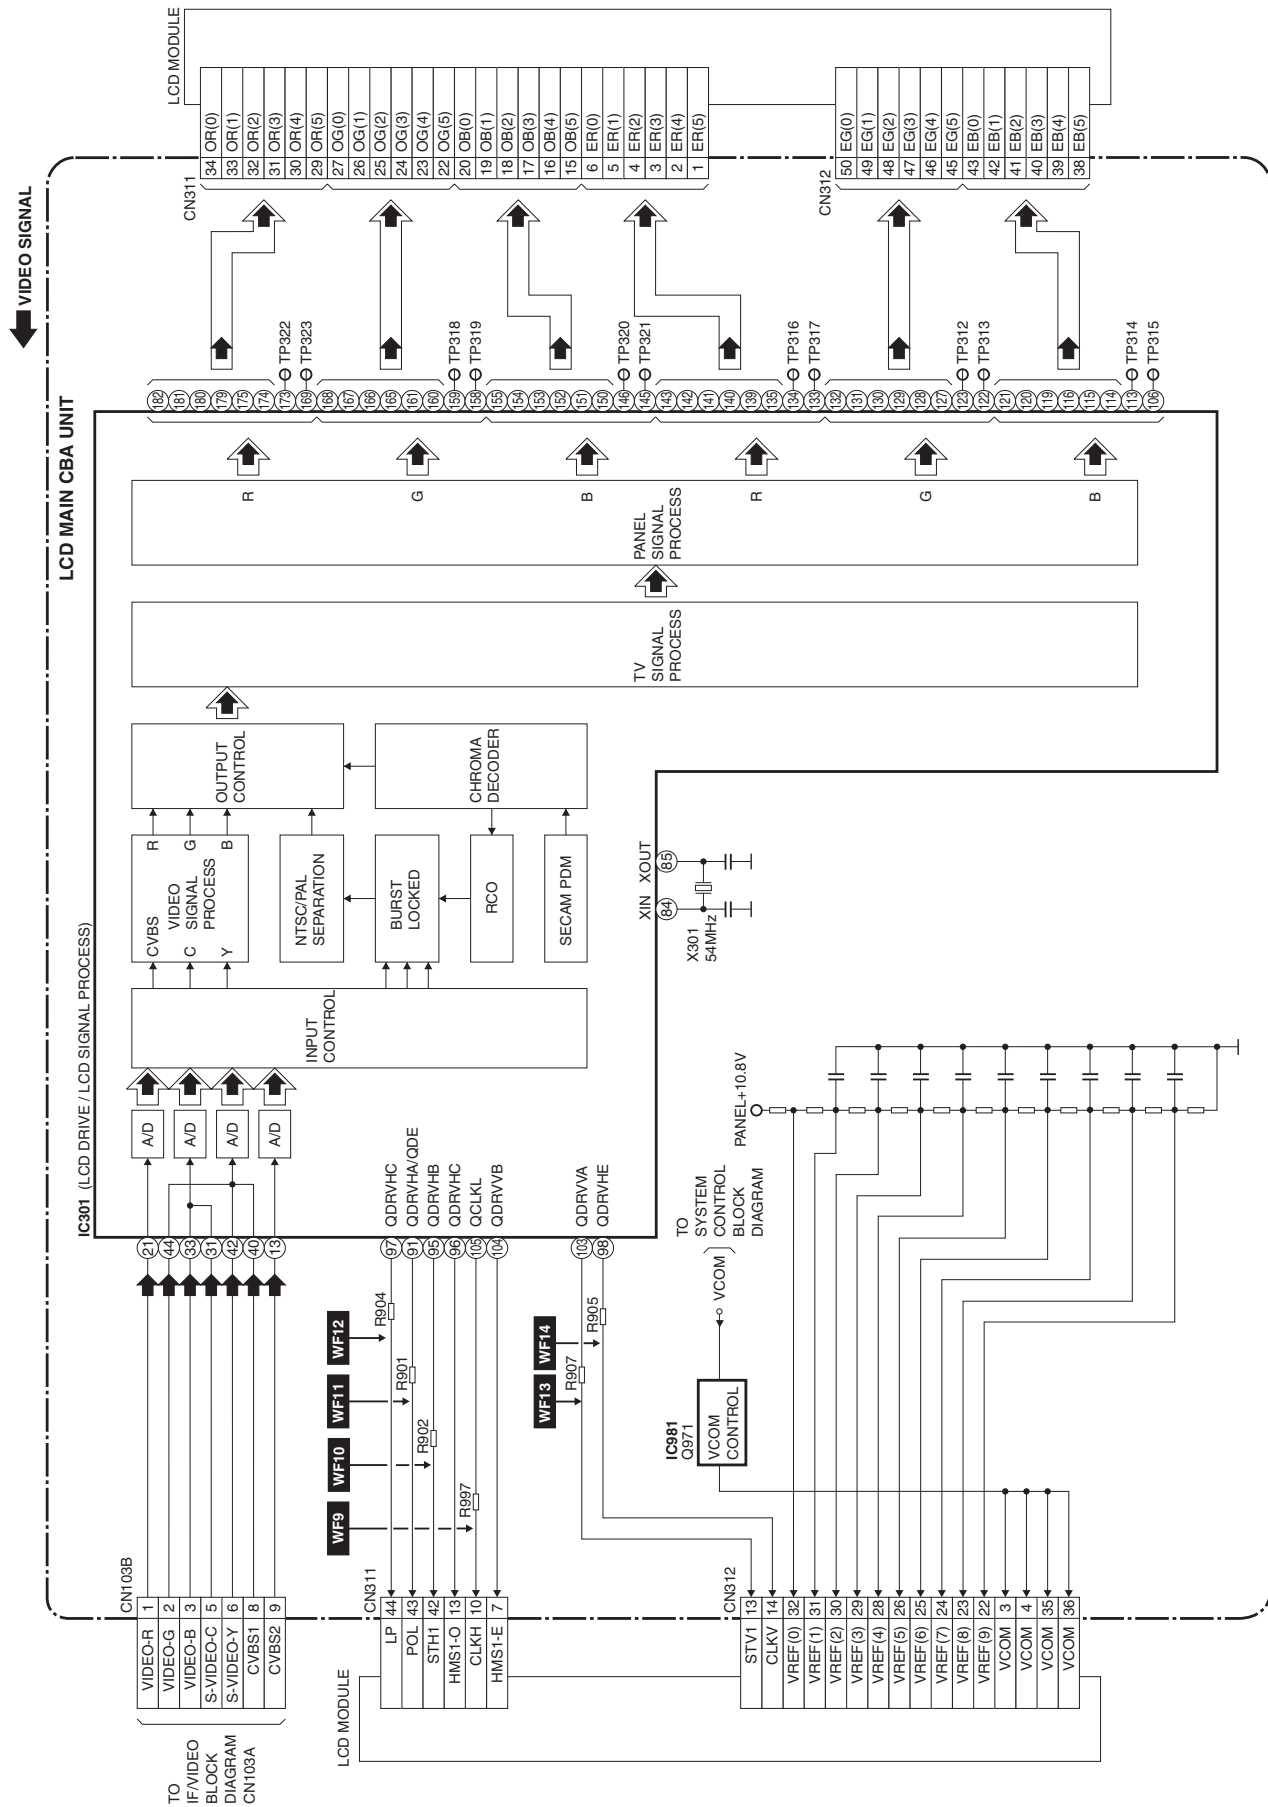 VIDEO SIGNAL
LCD MAIN CBA UNIT
IC301 (LCD DRIVE / LCD SIGNAL PROCESS)
TO
IF/VIDEO
BLOCK
DIAGRAM
CN103A
CN103B
VIDEO-R 1
VIDEO-G 2
VIDEO-B 3
S-VIDEO-C 5
S-VIDEO-Y 6
CVBS1 8
CVBS2 9
21
44
33
31
42
40
13
A/D
A/D
A/D
A/D
INPUT
CONTROL
CVBS
C
Y
VIDEO
SIGNAL
PROCESS
R
G
B
NTSC/PAL
SEPARATION
BURST
LOCKED
RCO
SECAM PDM
OUTPUT
CONTROL
CHROMA
DECODER
TV
SIGNAL
PROCESS
PANEL
SIGNAL
PROCESS
R
G
B
R
G
B
182
181
180
179
175
174
173 TP322
169 TP323
168
167
166
165
161
160
159 TP318
158 TP319
155
154
153
152
151
150
146 TP320
145 TP321
143
142
141
140
139
135
134 TP316
133 TP317
132
131
130
129
128
127
123 TP312
122 TP313
121
120
119
116
115
114
113 TP314
106 TP315
LCD MODULE
CN311
34 OR(0)
33 OR(1)
32 OR(2)
31 OR(3)
30 OR(4)
29 OR(5)
27 OG(0)
26 OG(1)
25 OG(2)
24 OG(3)
23 OG(4)
22 OG(5)
20 OB(0)
19 OB(1)
18 OB(2)
17 OB(3)
16 OB(4)
15 OB(5)
6 ER(0)
5 ER(1)
4 ER(2)
3 ER(3)
2 ER(4)
1 ER(5)
CN312
50 EG(0)
49 EG(1)
48 EG(2)
47 EG(3)
46 EG(4)
45 EG(5)
43 EB(0)
42 EB(1)
41 EB(2)
40 EB(3)
39 EB(4)
38 EB(5)
LCD MODULE
CN311
LP 44
POL 43
STH1 42
HMS1-O 13
CLKH 10
HMS1-E 7
WF9
WF10
WF11
WF12
R997
R902
R901
R904
97 QDRVHC
91 QDRVHA/QDE
95 QDRVHB
96 QDRVHC
105 QCLKL
104 QDRVVB
WF13
WF14
R907
R905
103 QDRVVA
98 QDRVHE
XIN XOUT
84
85
X301
54MHz
CN312
STV1 13
CLKV 14
VREF(0) 32
VREF(1) 31
VREF(2) 30
VREF(3) 29
VREF(4) 28
VREF(5) 26
VREF(6) 25
VREF(7) 24
VREF(8) 23
VREF(9) 22
VCOM 3
VCOM 4
VCOM 35
VCOM 36
IC981
Q971
VCOM
CONTROL
VCOM
TO
SYSTEM
CONTROL
BLOCK
DIAGRAM
PANEL+10.8V